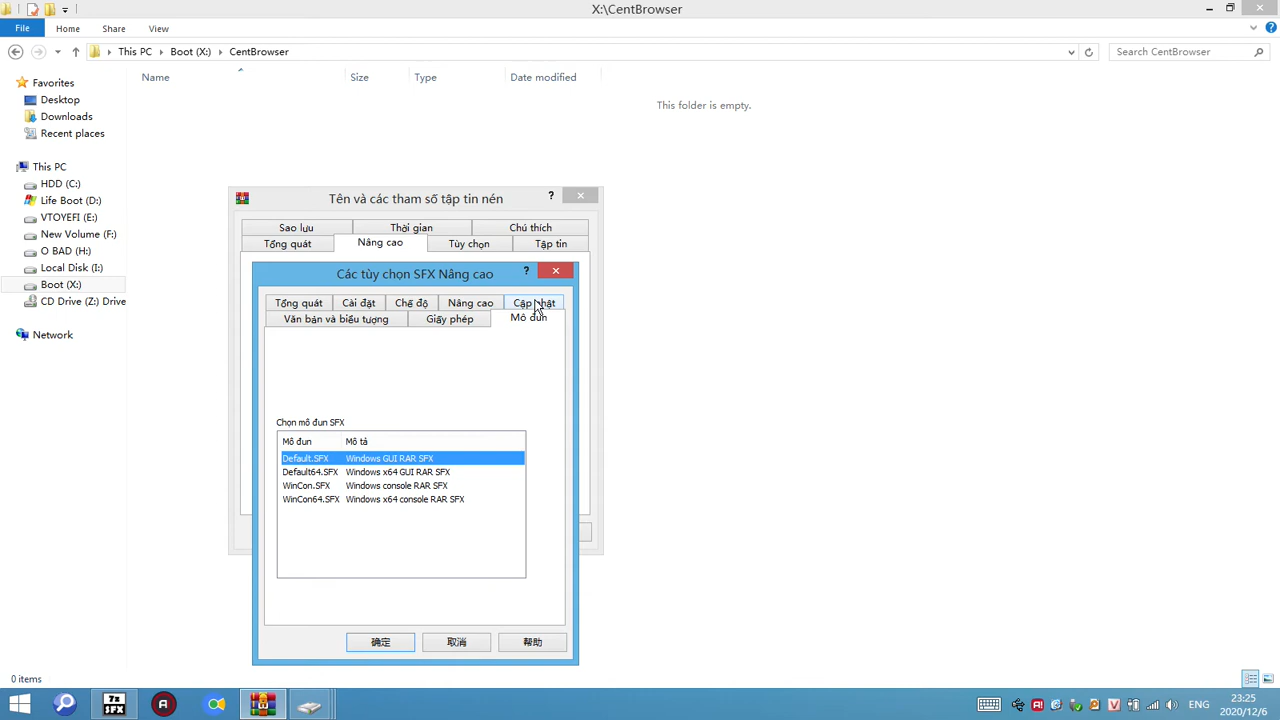 X:\CentBrowser
File Home Share View
This PC Boot (X:) CentBrowser
Search CentBrowser
Name Size Type Date modified
This folder is empty.
Favorites
Desktop
Downloads
Recent places
This PC
HDD (C:)
Life Boot (D:)
VTOYEFI (E:)
New Volume (F:)
O BAD (H:)
Local Disk (I:)
Boot (X:)
CD Drive (Z:) Drive
Network
Tên và các tham số tập tin nén
Sao lưu Thời gian Chú thích
Tổng quát Nâng cao Tùy chọn Tập tin
Các tùy chọn SFX Nâng cao
Tổng quát Cài đặt Chế độ Nâng cao Cập nhật
Văn bản và biểu tượng Giấy phép Mô đun
Chọn mô đun SFX
Mô đun Mô tả
Default.SFX Windows GUI RAR SFX
Default64.SFX Windows x64 GUI RAR SFX
WinCon.SFX Windows console RAR SFX
WinCon64.SFX Windows x64 console RAR SFX
确定 取消 帮助
0 items
7z
SFX
ENG
23:25
2020/12/6